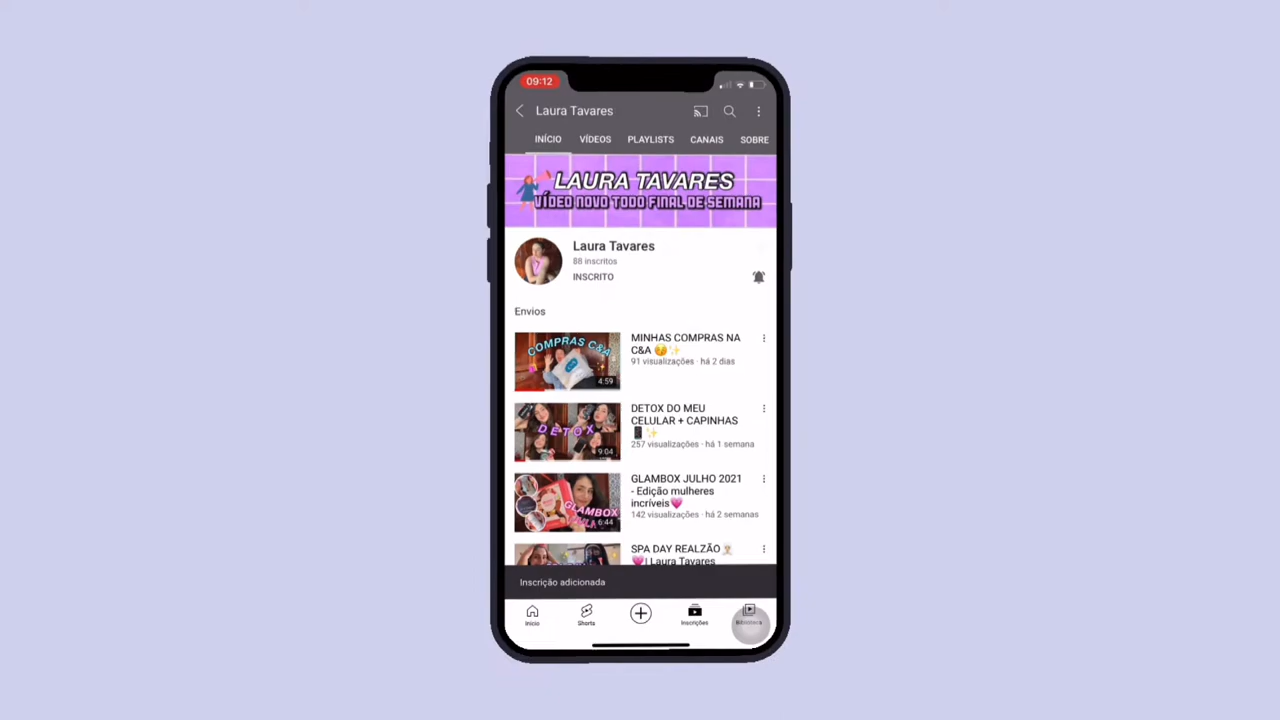 09:12
Laura Tavares
INÍCIO VÍDEOS PLAYLISTS CANAIS SOBRE
LAURA TAVARES
VÍDEO NOVO TODO FINAL DE SEMANA
Laura Tavares
88 inscritos
INSCRITO
Envios
COMPRAS C&A
4:59
MINHAS COMPRAS NA
C&A 😚✨
91 visualizações · há 2 dias
DETOX
9:04
DETOX DO MEU
CELULAR + CAPINHAS
📱✨
257 visualizações · há 1 semana
GLAMBOX
6:44
GLAMBOX JULHO 2021
- Edição mulheres
incríveis💗
142 visualizações · há 2 semanas
SPA DAY REALZÃO💆🏼
💗| Laura Tavares
Inscrição adicionada
Início Shorts Inscrições Biblioteca